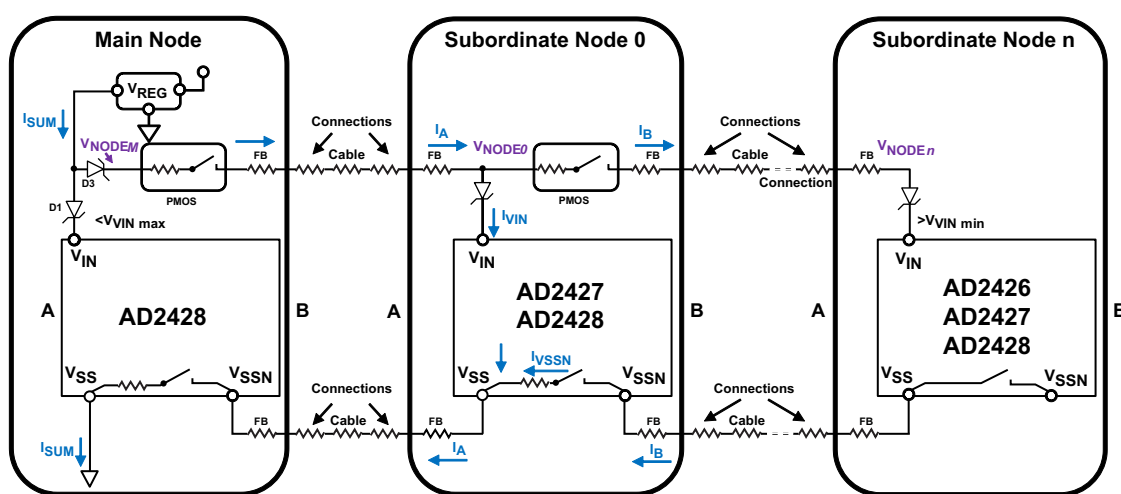 Main Node
Subordinate Node 0
Subordinate Node n
VREG
ISUM
VNODEM
Connections
IA
VNODE0
IB
Connections
VNODEn
FB
Cable
FB
FB
Cable
FB
Connection
D3
PMOS
PMOS
D1
<VVIN max
IVIN
>VVIN min
VIN
VIN
VIN
A
AD2428
B
A
AD2427
AD2428
B
A
AD2426
AD2427
AD2428
B
VSS
VSSN
VSS
IVSSN
VSSN
VSS
VSSN
Connections
Connections
FB
Cable
FB
FB
Cable
FB
ISUM
IA
IB